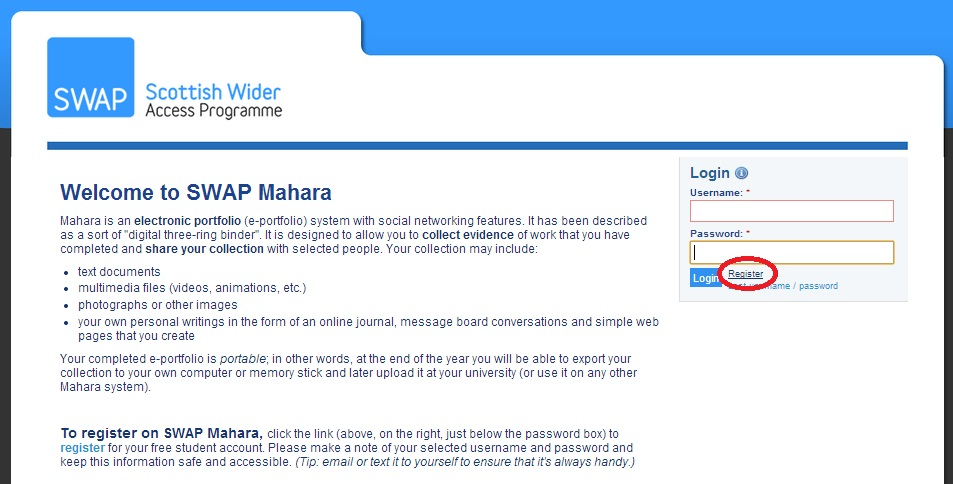 SWAP
Scottish Wider
Access Programme
Welcome to SWAP Mahara
Mahara is an electronic portfolio (e-portfolio) system with social networking features. It has been described
as a sort of "digital three-ring binder". It is designed to allow you to collect evidence of work that you have
completed and share your collection with selected people. Your collection may include:
text documents
multimedia files (videos, animations, etc.)
photographs or other images
your own personal writings in the form of an online journal, message board conversations and simple web
pages that you create
Your completed e-portfolio is portable; in other words, at the end of the year you will be able to export your
collection to your own computer or memory stick and later upload it at your university (or use it on any other
Mahara system).
To register on SWAP Mahara, click the link (above, on the right, just below the password box) to
register for your free student account. Please make a note of your selected username and password and
keep this information safe and accessible. (Tip: email or text it to yourself to ensure that it's always handy.)
Login
Username: *
Password: *
Login Register
Lost username / password